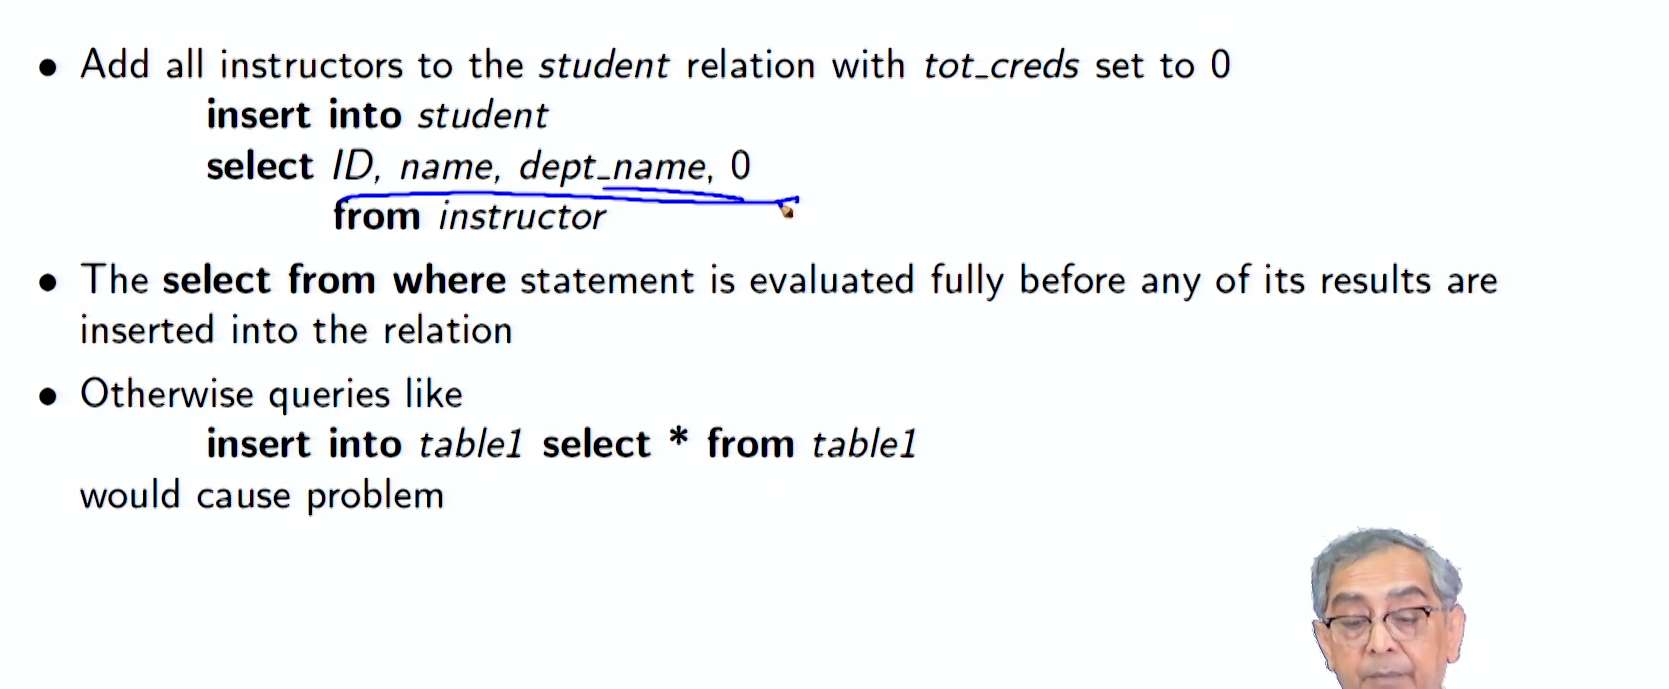 • Add all instructors to the student relation with tot_creds set to 0
insert into student
select ID, name, dept_name, 0
from instructor
• The select from where statement is evaluated fully before any of its results are
inserted into the relation
• Otherwise queries like
insert into table1 select * from table1
would cause problem